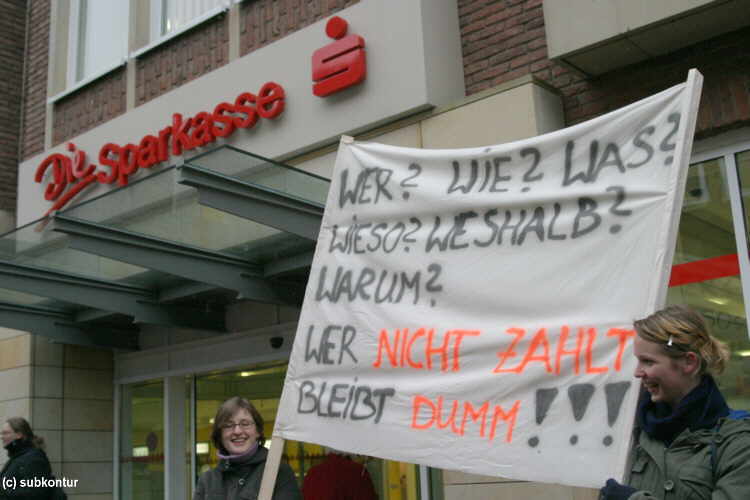 Die Sparkasse
WER? WIE? WAS?
WIESO? WESHALB?
WARUM?
WER NICHT ZAHLT
BLEIBT DUMM!!!
(c) subkontur